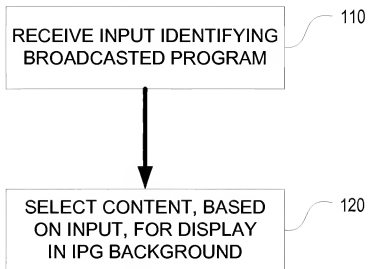 RECEIVE INPUT IDENTIFYING
BROADCASTED PROGRAM
110
SELECT CONTENT, BASED
ON INPUT, FOR DISPLAY
IN IPG BACKGROUND
120